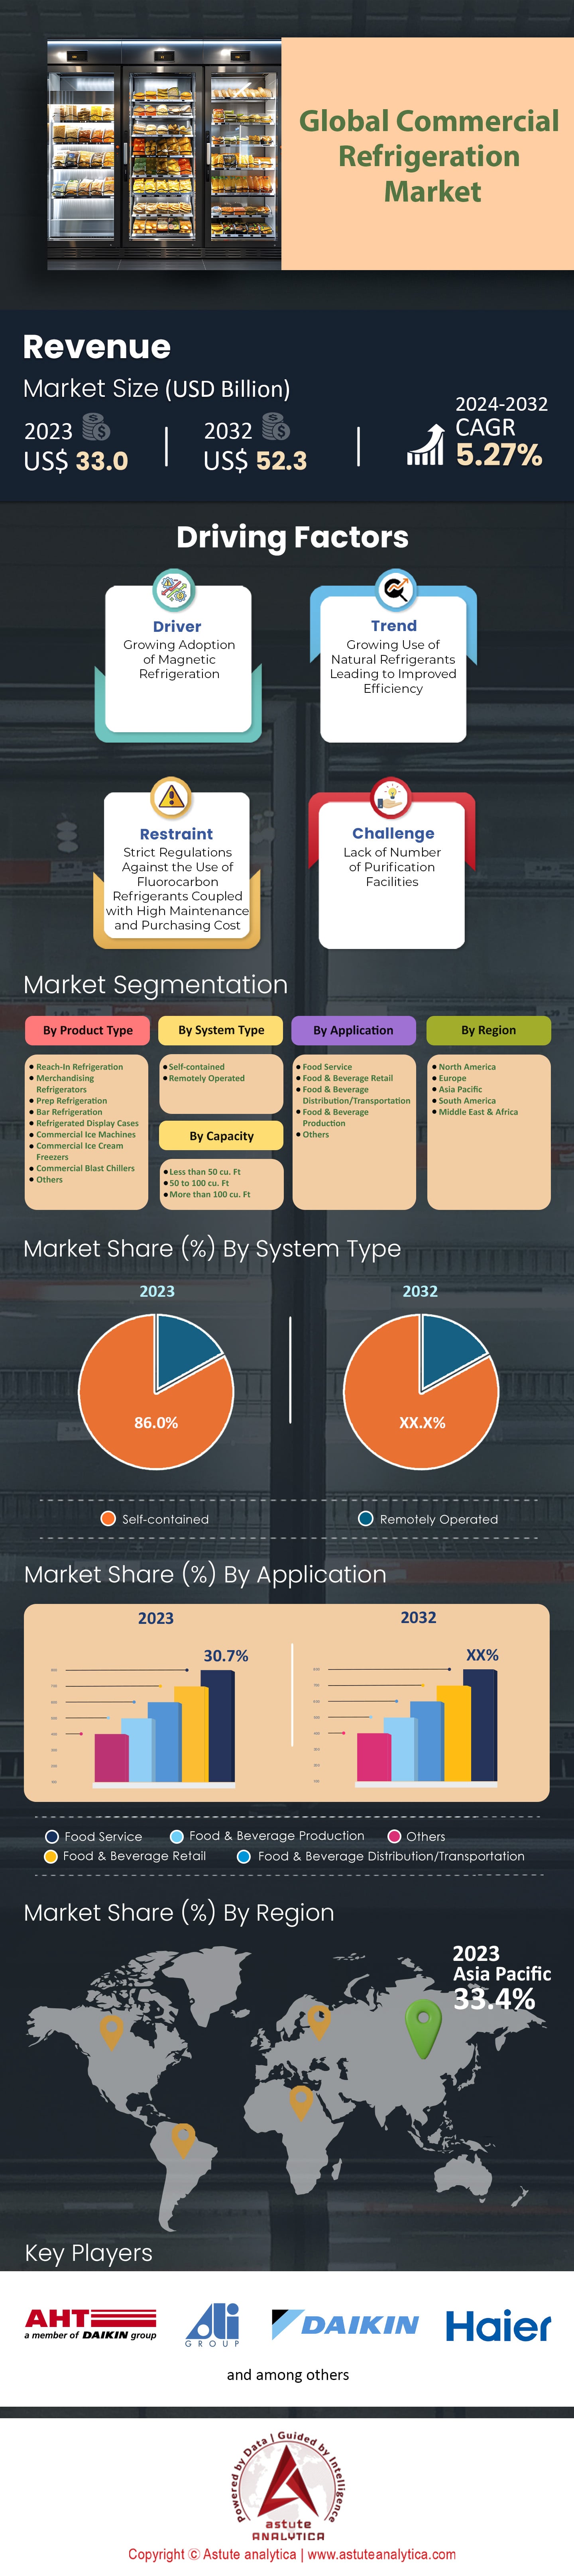 Global Commercial
Refrigeration
Market
Revenue
Market Size (USD Billion)
2023
US$ 33.0
2032
US$ 52.3
2024-2032
CAGR
5.27%
Driving Factors
Driver
Growing Adoption
of Magnetic
Refrigeration
Trend
Growing Use of
Natural Refrigerants
Leading to Improved
Efficiency
Restraint
Strict Regulations
Against the Use of
Fluorocarbon
Refrigerants Coupled
with High Maintenance
and Purchasing Cost
Challenge
Lack of Number
of Purification
Facilities
Market Segmentation
By Product Type
Reach-In Refrigeration
Merchandising
Refrigerators
Prep Refrigeration
Bar Refrigeration
Refrigerated Display Cases
Commercial Ice Machines
Commercial Ice Cream
Freezers
Commercial Blast Chillers
Others
By System Type
Self-contained
Remotely Operated
By Capacity
Less than 50 cu. Ft
50 to 100 cu. Ft
More than 100 cu. Ft
By Application
Food Service
Food & Beverage Retail
Food & Beverage
Distribution/Transportation
Food & Beverage
Production
Others
By Region
North America
Europe
Asia Pacific
South America
Middle East & Africa
Market Share (%) By System Type
2023
86.0%
2032
XX.X%
Self-contained
Remotely Operated
Market Share (%) By Application
2023
30.7%
2032
XX%
Food Service
Food & Beverage Production
Others
Food & Beverage Retail
Food & Beverage Distribution/Transportation
Market Share (%) By Region
2023
Asia Pacific
33.4%
Key Players
AHT
a member of DAIKIN group
Ali
GROUP
DAIKIN
Haier
and among others
Powered by Data | Guided by Intelligence
astute
ANALYTICA
Copyright © Astute analytica | www.astuteanalytica.com